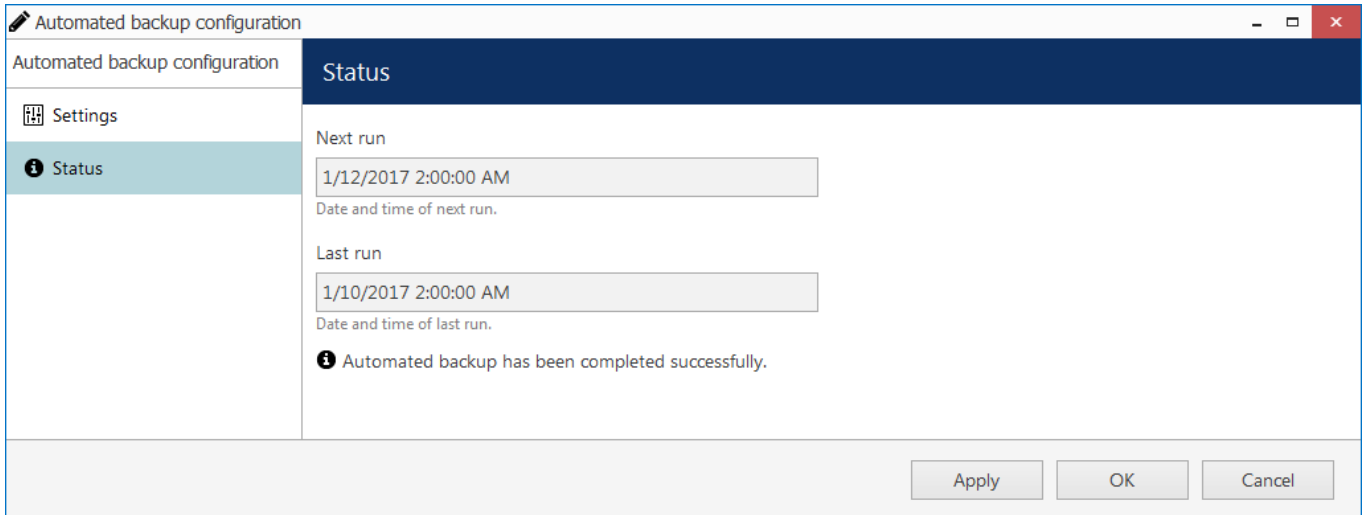 Automated backup configuration
Automated backup configuration
Settings
Status
Status
Next run
1/12/2017 2:00:00 AM
Date and time of next run.
Last run
1/10/2017 2:00:00 AM
Date and time of last run.
Automated backup has been completed successfully.
Apply
OK
Cancel